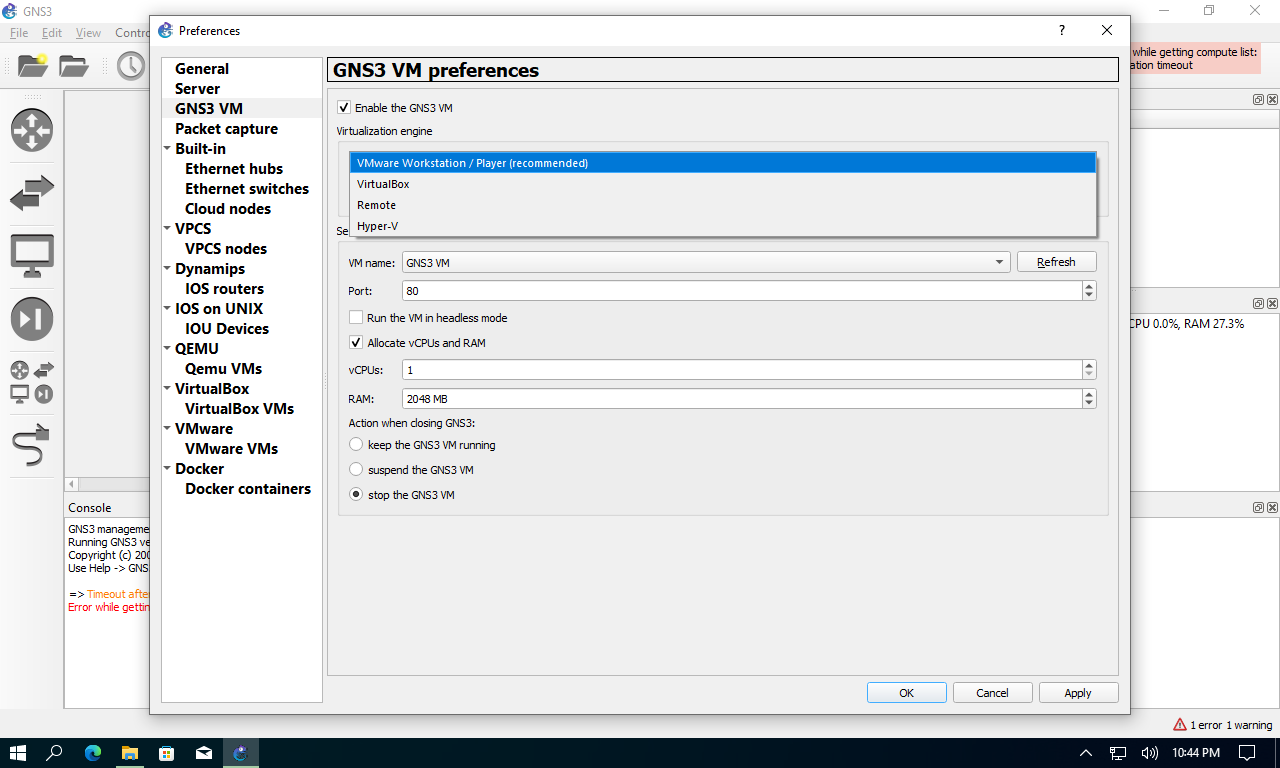 GNS3
File Edit View Contro
Preferences
?
while getting compute list:
ation timeout
General
Server
GNS3 VM
Packet capture
Built-in
Ethernet hubs
Ethernet switches
Cloud nodes
VPCS
VPCS nodes
Dynamips
IOS routers
IOS on UNIX
IOU Devices
QEMU
Qemu VMs
VirtualBox
VirtualBox VMs
VMware
VMware VMs
Docker
Docker containers
GNS3 VM preferences
Enable the GNS3 VM
Virtualization engine
VMware Workstation / Player (recommended)
VirtualBox
Remote
Hyper-V
Se
VM name: GNS3 VM Refresh
Port: 80
Run the VM in headless mode
Allocate vCPUs and RAM
vCPUs: 1
RAM: 2048 MB
Action when closing GNS3:
keep the GNS3 VM running
suspend the GNS3 VM
stop the GNS3 VM
OK Cancel Apply
CPU 0.0%, RAM 27.3%
Console
GNS3 manageme
Running GNS3 ve
Copyright (c) 200
Use Help -> GNS
=> Timeout after
Error while gettin
1 error 1 warning
10:44 PM